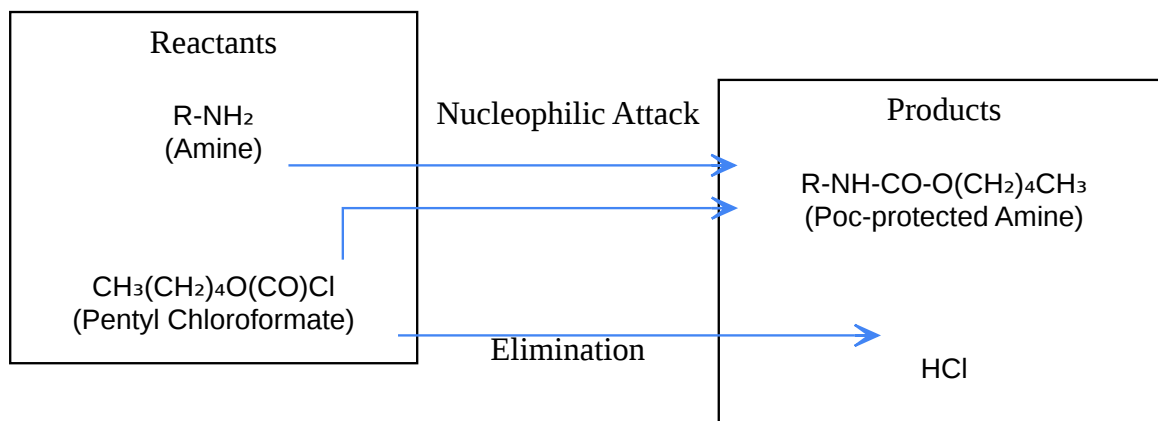 Reactants
R-NH₂
(Amine)
CH₃(CH₂)₄O(CO)Cl
(Pentyl Chloroformate)
Nucleophilic Attack
Elimination
Products
R-NH-CO-O(CH₂)₄CH₃
(Poc-protected Amine)
HCl